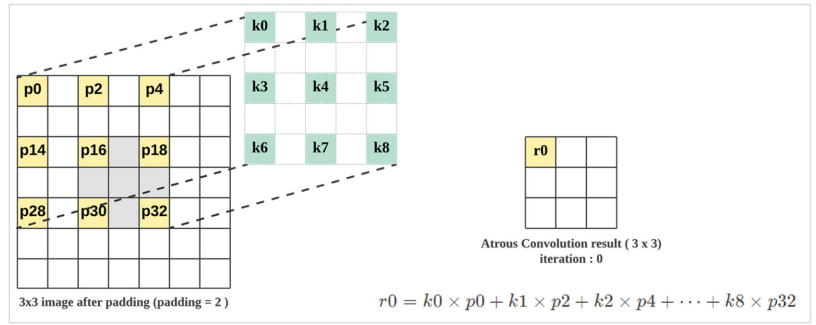 k0 k1 k2
p0 p2 p4
k3 k4 k5
p14 p16 p18
k6 k7 k8
r0
p28 p30 p32
Atrous Convolution result ( 3 x 3)
iteration : 0
3x3 image after padding (padding = 2 )
r0 = k0 × p0 + k1 × p2 + k2 × p4 + ⋯ + k8 × p32